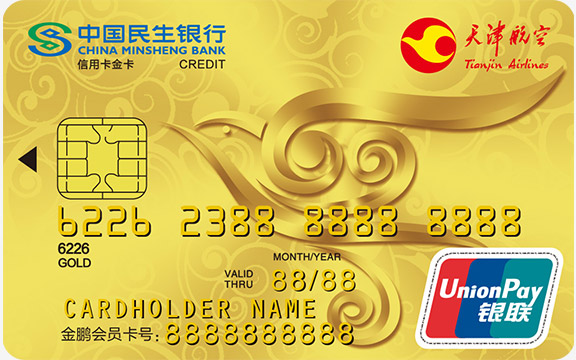 中国民生银行
CHINA MINSHENG BANK
信用卡金卡 CREDIT
天津航空
Tianjin Airlines
6226 2388 8888 8888
6226
GOLD
MONTH/YEAR
VALID THRU 88/88
CARDHOLDER NAME
金鹏会员卡号:8888888888
UnionPay
银联